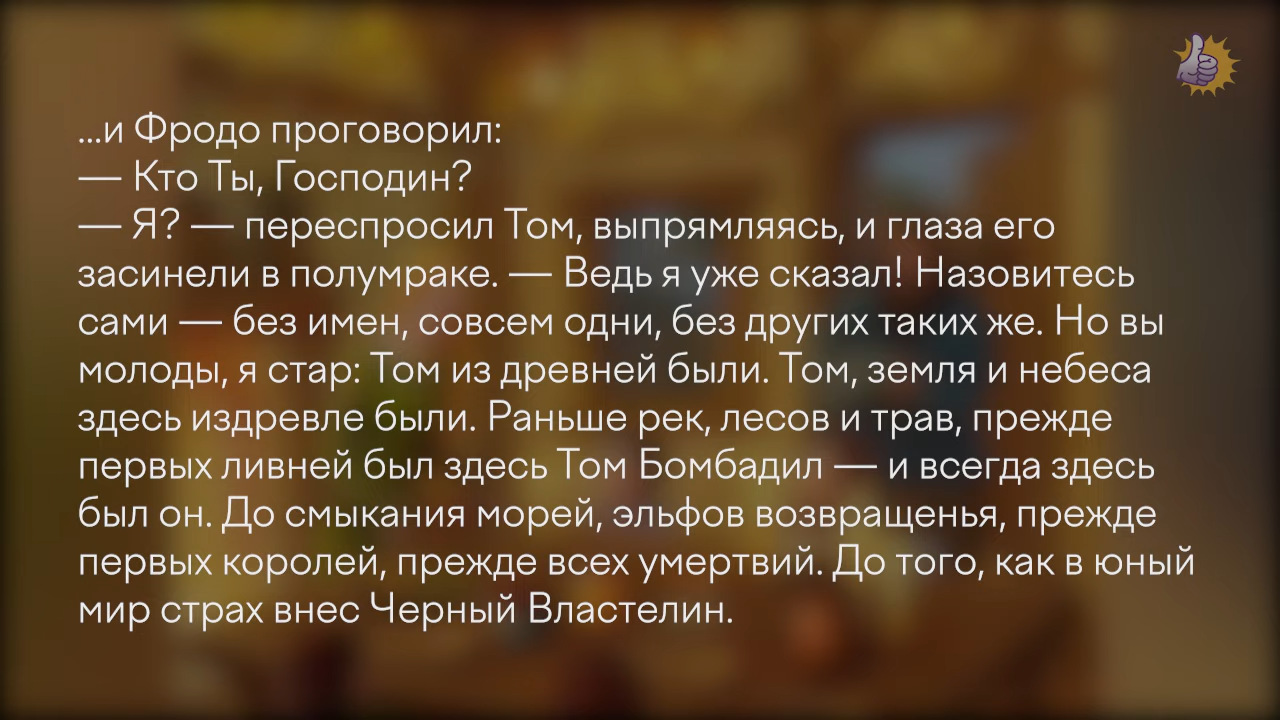 ...и Фродо проговорил:
— Кто Ты, Господин?
— Я? — переспросил Том, выпрямляясь, и глаза его
засинели в полумраке. — Ведь я уже сказал! Назовитесь
сами — без имен, совсем одни, без других таких же. Но вы
молоды, я стар: Том из древней были. Том, земля и небеса
здесь издревле были. Раньше рек, лесов и трав, прежде
первых ливней был здесь Том Бомбадил — и всегда здесь
был он. До смыкания морей, эльфов возвращенья, прежде
первых королей, прежде всех умертвий. До того, как в юный
мир страх внес Черный Властелин.